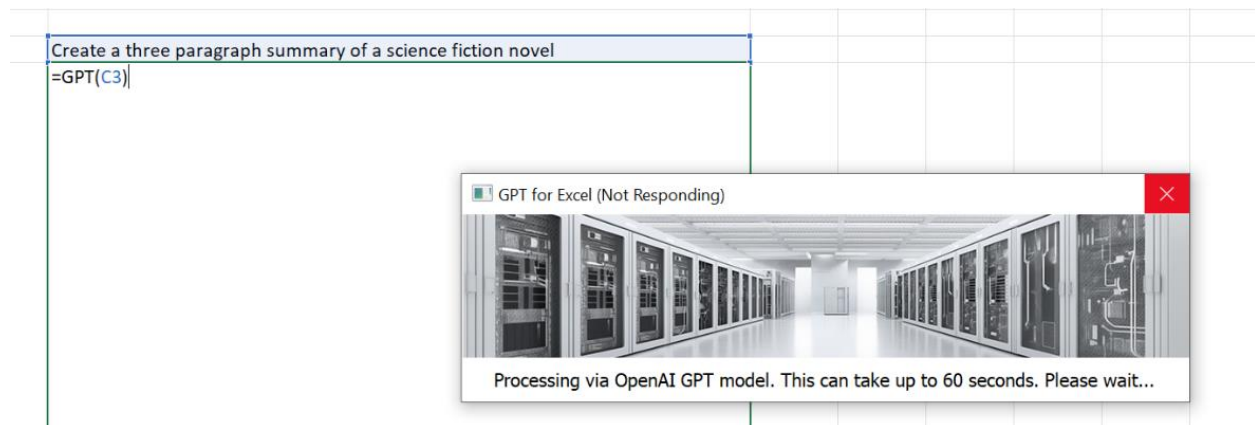 Create a three paragraph summary of a science fiction novel
=GPT(C3)
GPT for Excel (Not Responding)
Processing via OpenAI GPT model. This can take up to 60 seconds. Please wait...